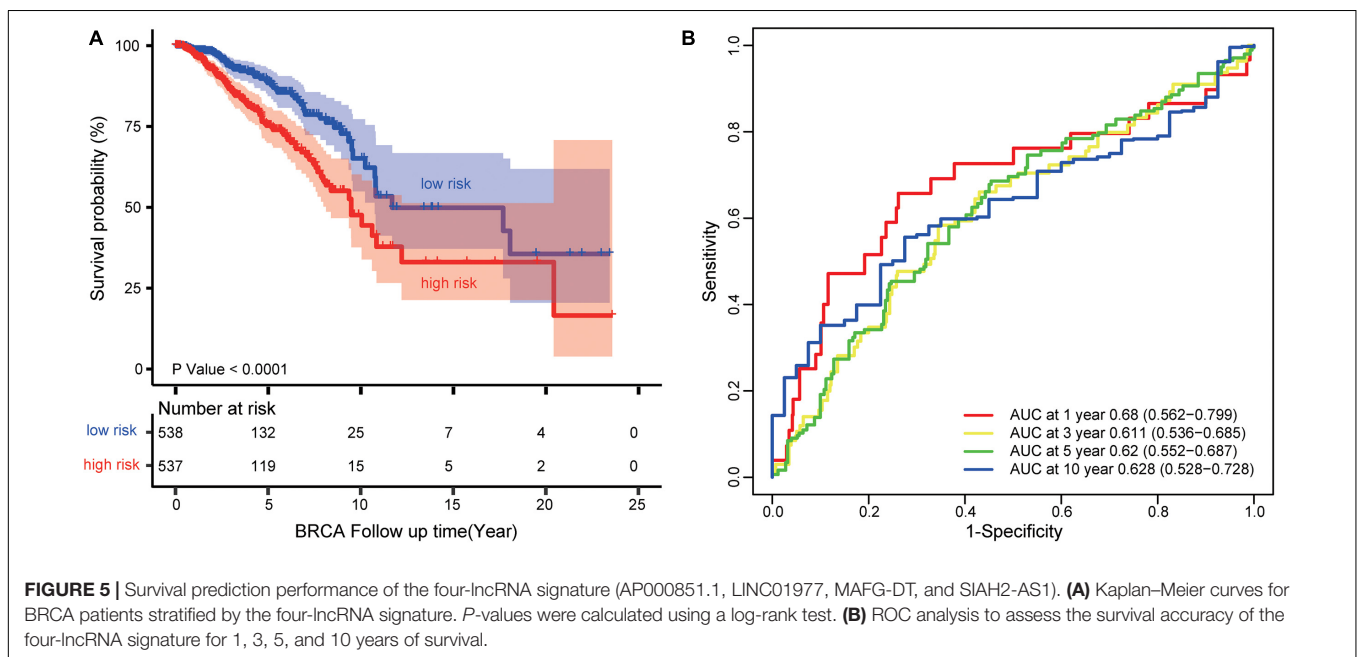 A
100
75
50
25
0
Survival probability (%)
low risk
high risk
P Value < 0.0001
Number at risk
low risk 538 132 25 7 4 0
high risk 537 119 15 5 2 0
0 5 10 15 20 25
BRCA Follow up time(Year)
B
1.0
0.8
0.6
0.4
0.2
0.0
Sensitivity
AUC at 1 year 0.68 (0.562−0.799)
AUC at 3 year 0.611 (0.536−0.685)
AUC at 5 year 0.62 (0.552−0.687)
AUC at 10 year 0.628 (0.528−0.728)
0.0 0.2 0.4 0.6 0.8 1.0
1-Specificity
FIGURE 5 | Survival prediction performance of the four-lncRNA signature (AP000851.1, LINC01977, MAFG-DT, and SIAH2-AS1). (A) Kaplan–Meier curves for
BRCA patients stratified by the four-lncRNA signature. P-values were calculated using a log-rank test. (B) ROC analysis to assess the survival accuracy of the
four-lncRNA signature for 1, 3, 5, and 10 years of survival.